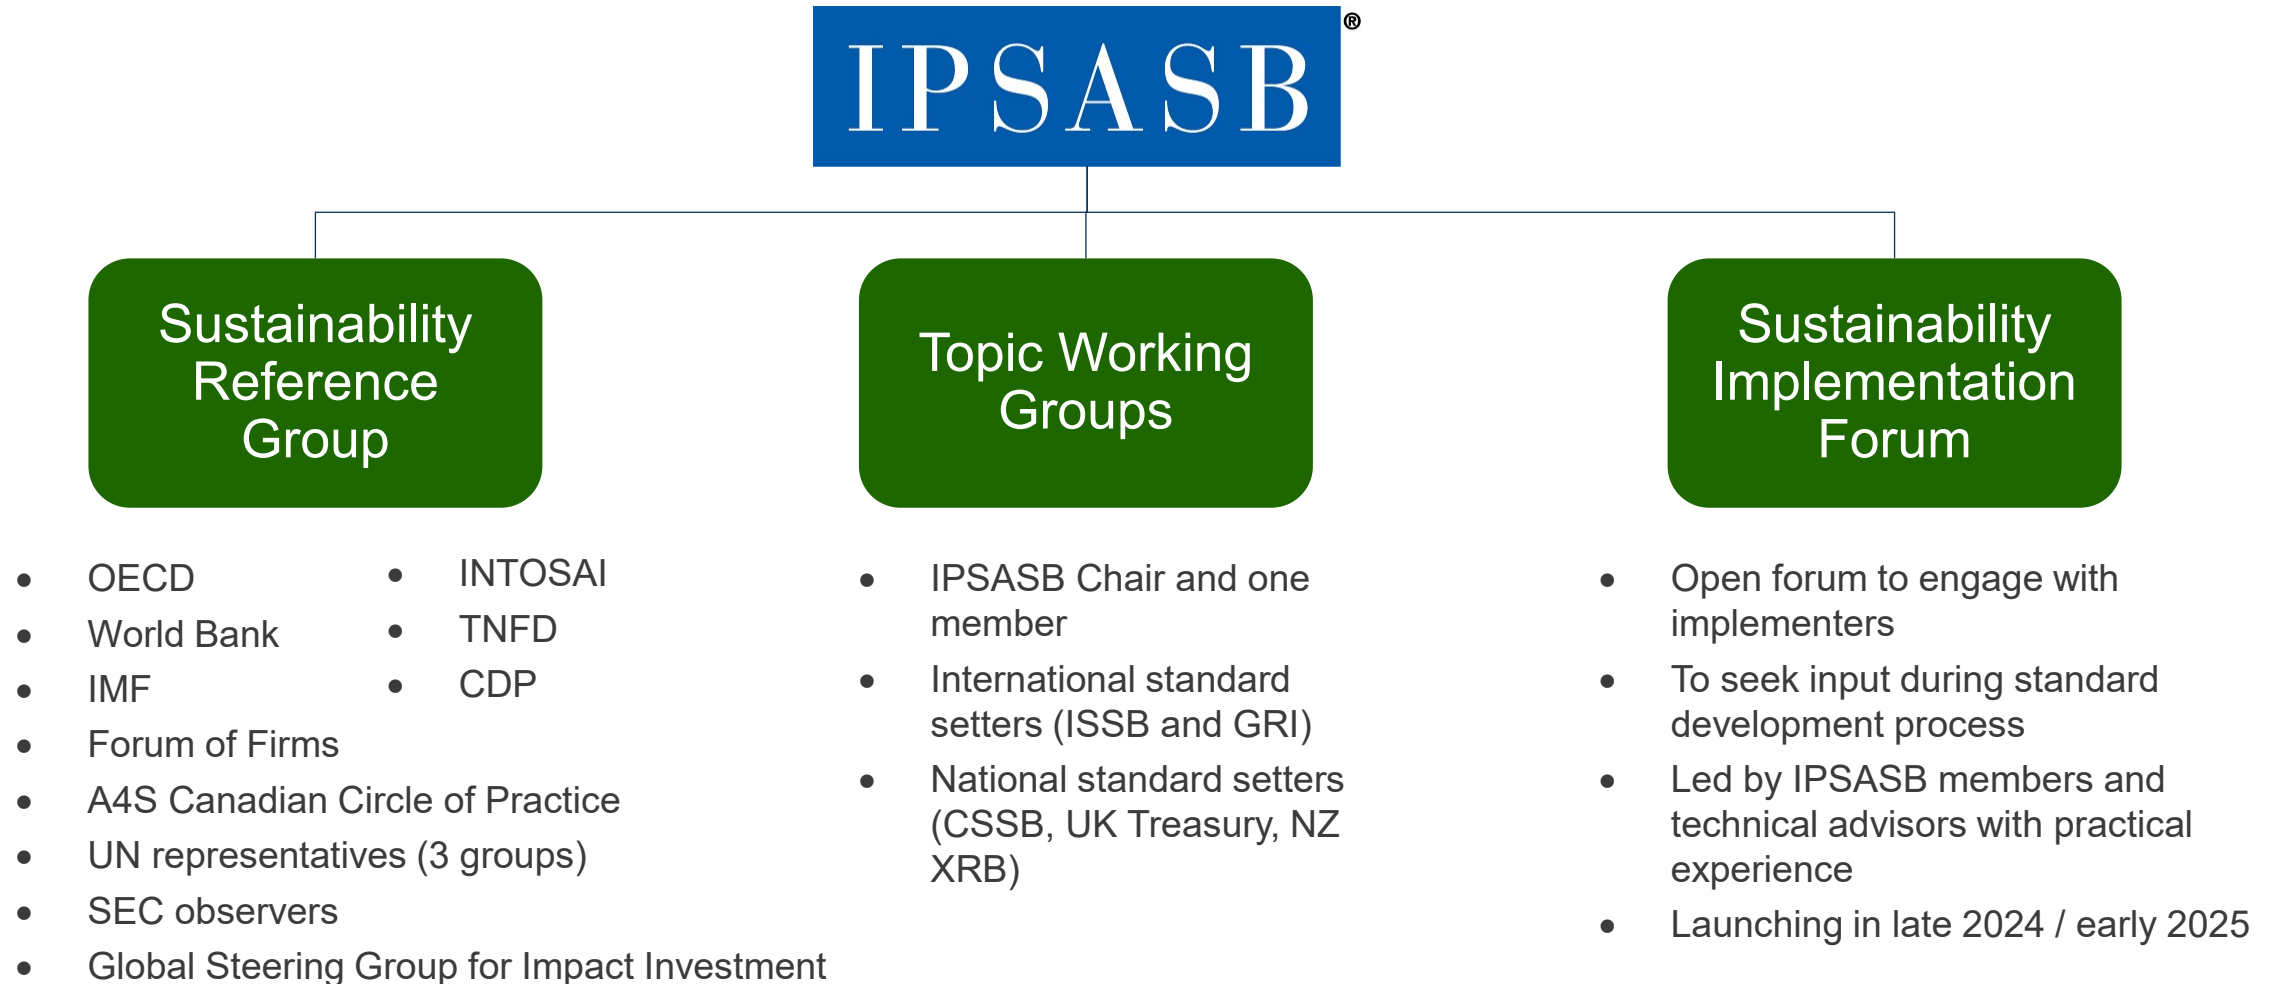 IPSASB®
Sustainability
Reference
Group
Topic Working
Groups
Sustainability
Implementation
Forum
• OECD
• World Bank
• IMF
• Forum of Firms
• A4S Canadian Circle of Practice
• UN representatives (3 groups)
• SEC observers
• Global Steering Group for Impact Investment
• INTOSAI
• TNFD
• CDP
• IPSASB Chair and one
member
• International standard
setters (ISSB and GRI)
• National standard setters
(CSSB, UK Treasury, NZ
XRB)
• Open forum to engage with
implementers
• To seek input during standard
development process
• Led by IPSASB members and
technical advisors with practical
experience
• Launching in late 2024 / early 2025